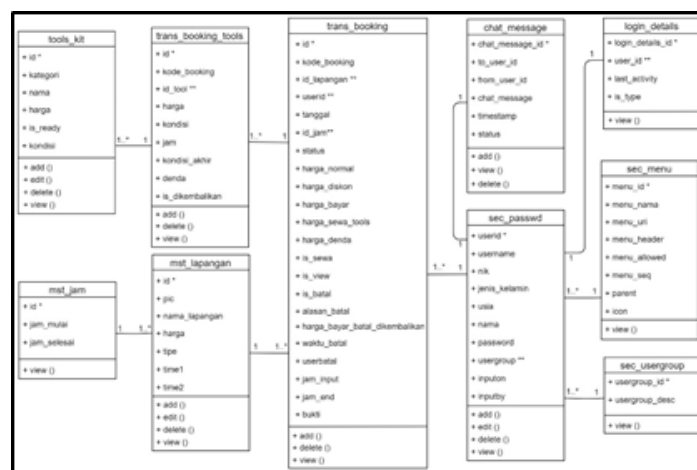 tools_kit
+ id *
+ kategori
+ nama
+ harga
+ is_ready
+ kondisi
+ add ()
+ edit ()
+ delete ()
+ view ()
1..*
1
trans_booking_tools
+ id *
+ kode_booking
+ id_tool **
+ harga
+ kondisi
+ jam
+ kondisi_akhir
+ denda
+ is_dikembalikan
+ add ()
+ delete ()
+ view ()
1..*
1
trans_booking
+ id *
+ kode_booking
+ id_lapangan **
+ userid **
+ tanggal
+ id_jam**
+ status
+ harga_normal
+ harga_diskon
+ harga_bayar
+ harga_sewa_tools
+ harga_denda
+ is_sewa
+ is_view
+ is_batal
+ alasan_batal
+ harga_bayar_batal_dikembalikan
+ waktu_batal
+ userbatal
+ jam_input
+ jam_end
+ bukti
+ add ()
+ delete ()
+ view ()
1..*
1
chat_message
+ chat_message_id *
+ to_user_id
+ from_user_id
+ chat_message
+ timestamp
+ status
+ add ()
+ view ()
+ delete ()
1
1
login_details
+ login_details_id *
+ user_id **
+ last_activity
+ is_type
+ view ()
1
1
mst_jam
+ id *
+ jam_mulai
+ jam_selesai
+ view ()
1
1..*
mst_lapangan
+ id *
+ pic
+ nama_lapangan
+ harga
+ tipe
+ time1
+ time2
+ add ()
+ edit ()
+ delete ()
+ view ()
1
1..*
sec_passwd
+ userid *
+ username
+ nik
+ jenis_kelamin
+ usia
+ nama
+ password
+ usergroup **
+ inputon
+ inputby
+ add ()
+ edit ()
+ delete ()
+ view ()
1..*
1
sec_menu
+ menu_id *
+ menu_nama
+ menu_uri
+ menu_header
+ menu_allowed
+ menu_seq
+ parent
+ icon
+ view ()
1..*
1
sec_usergroup
+ usergroup_id *
+ usergroup_desc
+ view ()